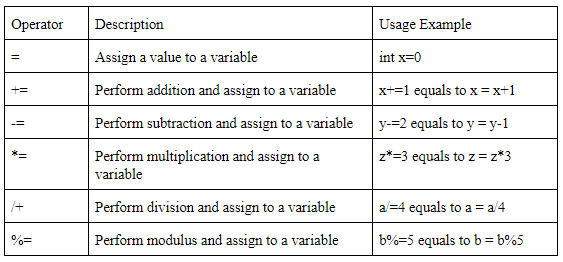 Operator Description Usage Example
= Assign a value to a variable int x=0
+= Perform addition and assign to a variable x+=1 equals to x = x+1
-= Perform subtraction and assign to a variable y-=2 equals to y = y-1
*= Perform multiplication and assign to a z*=3 equals to z = z*3
variable
/+ Perform division and assign to a variable a/=4 equals to a = a/4
%= Perform modulus and assign to a variable b%=5 equals to b = b%5